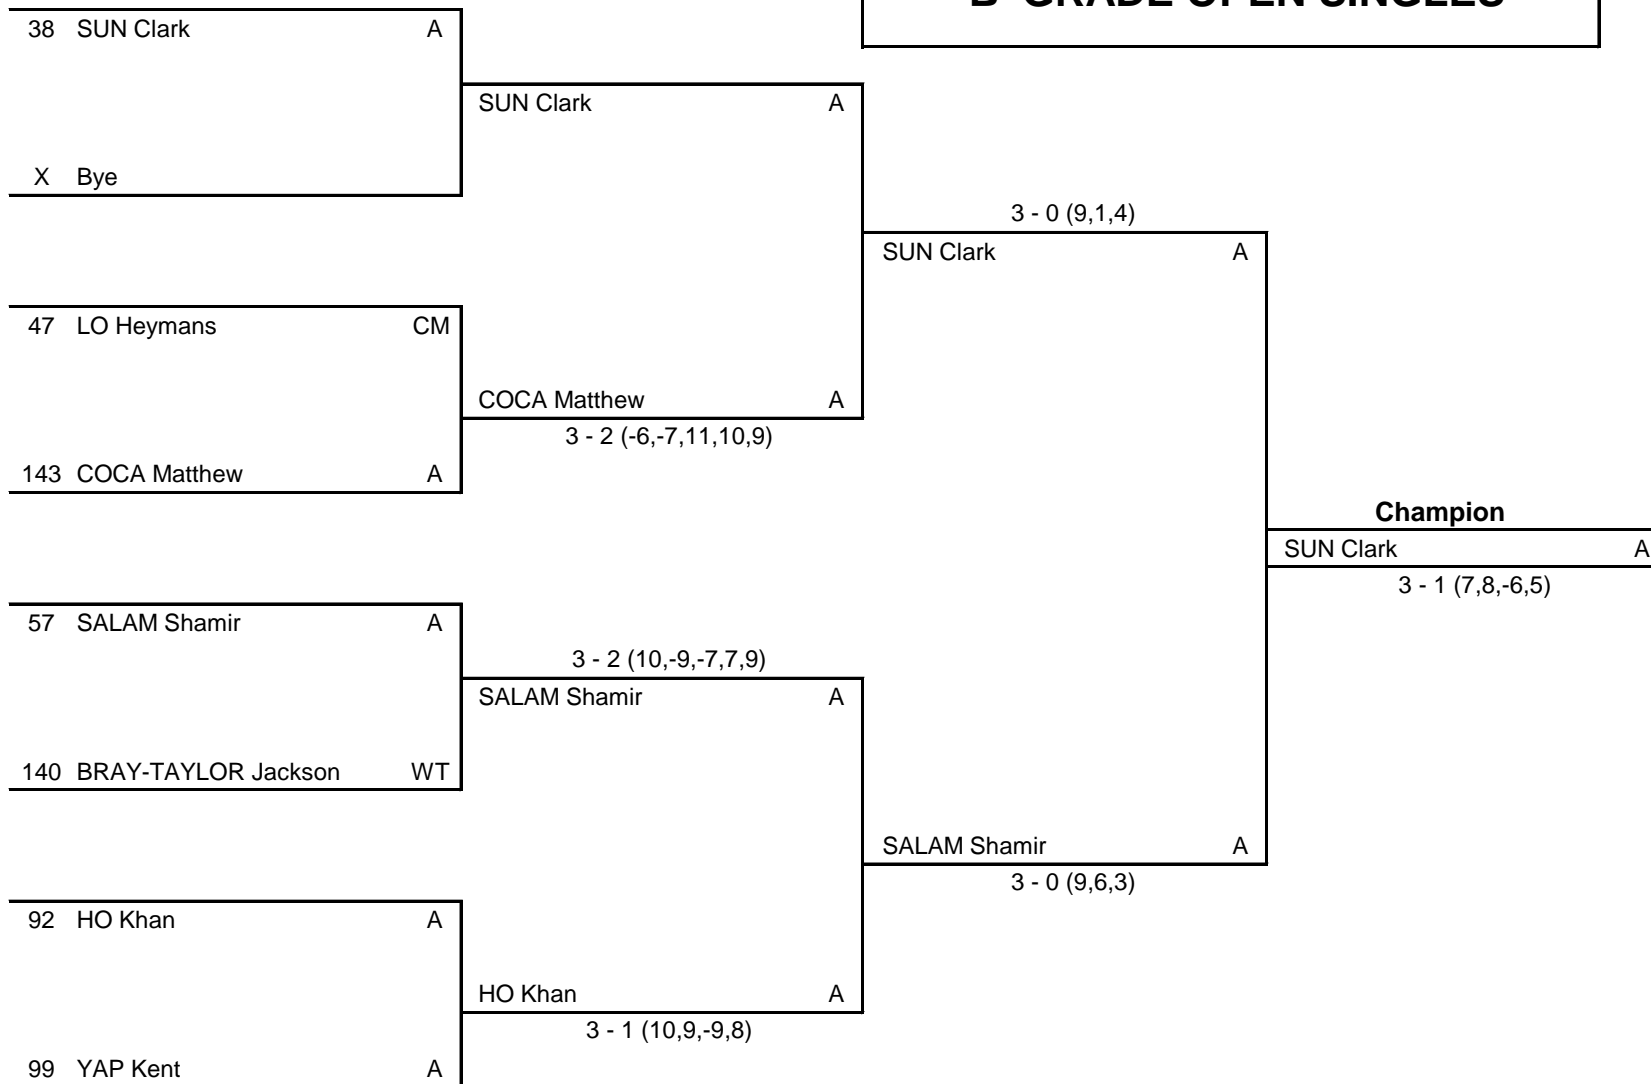 B GRADE OPEN SINGLES
38 SUN Clark A
SUN Clark A
X Bye
3 - 0 (9,1,4)
SUN Clark A
47 LO Heymans CM
COCA Matthew A
3 - 2 (-6,-7,11,10,9)
143 COCA Matthew A
Champion
SUN Clark A
3 - 1 (7,8,-6,5)
57 SALAM Shamir A
3 - 2 (10,-9,-7,7,9)
SALAM Shamir A
140 BRAY-TAYLOR Jackson WT
SALAM Shamir A
3 - 0 (9,6,3)
92 HO Khan A
HO Khan A
3 - 1 (10,9,-9,8)
99 YAP Kent A